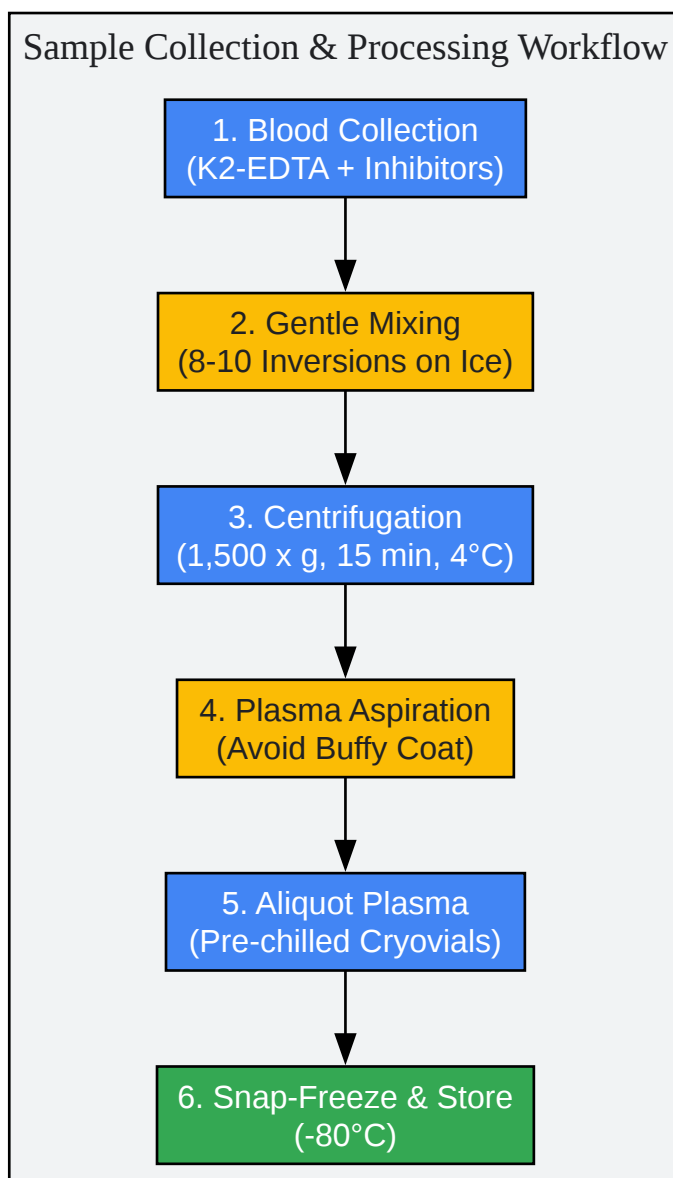 Sample Collection & Processing Workflow
1. Blood Collection
(K2-EDTA + Inhibitors)
2. Gentle Mixing
(8-10 Inversions on Ice)
3. Centrifugation
(1,500 x g, 15 min, 4°C)
4. Plasma Aspiration
(Avoid Buffy Coat)
5. Aliquot Plasma
(Pre-chilled Cryovials)
6. Snap-Freeze & Store
(-80°C)